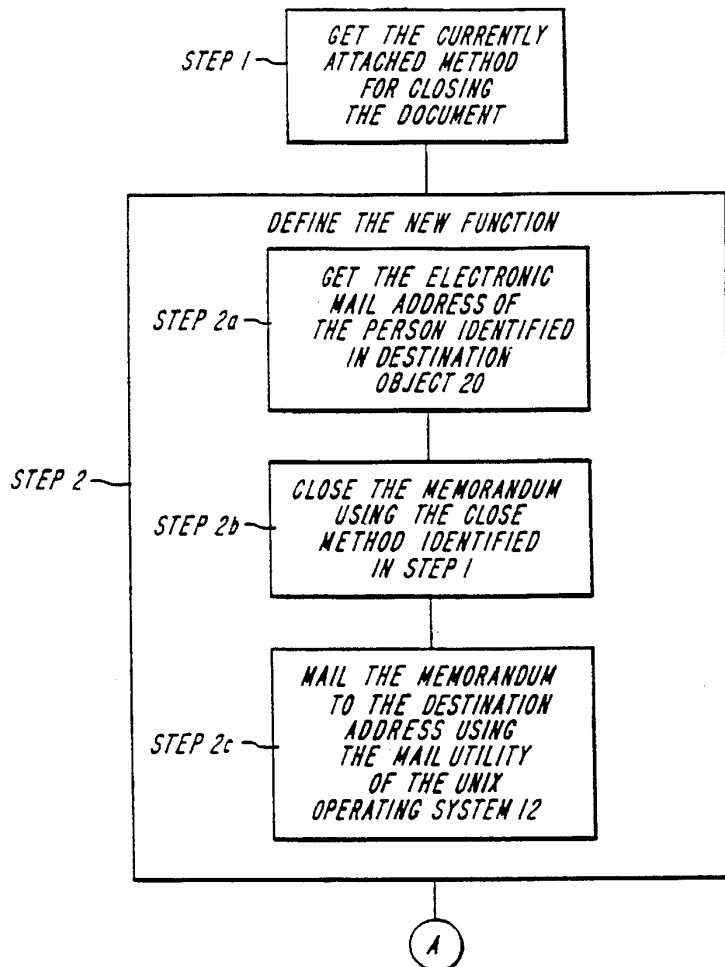 STEP 1
GET THE CURRENTLY
ATTACHED METHOD
FOR CLOSING
THE DOCUMENT
STEP 2
DEFINE THE NEW FUNCTION
STEP 2a
GET THE ELECTRONIC
MAIL ADDRESS OF
THE PERSON IDENTIFIED
IN DESTINATION
OBJECT 20
STEP 2b
CLOSE THE MEMORANDUM
USING THE CLOSE
METHOD IDENTIFIED
IN STEP 1
STEP 2c
MAIL THE MEMORANDUM
TO THE DESTINATION
ADDRESS USING
THE MAIL UTILITY
OF THE UNIX
OPERATING SYSTEM 12
A